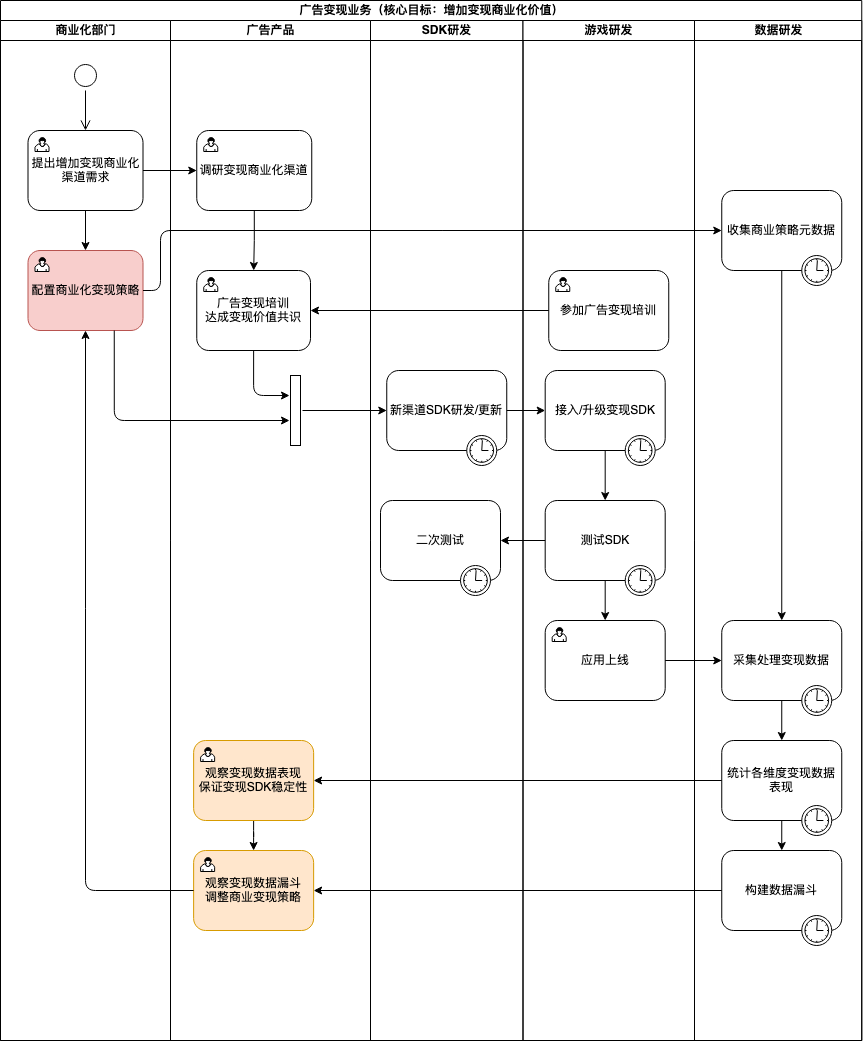 广告变现业务（核心目标：增加变现商业化价值）
商业化部门
广告产品
SDK研发
游戏研发
数据研发
提出增加变现商业化
渠道需求
调研变现商业化渠道
收集商业策略元数据
配置商业化变现策略
广告变现培训
达成变现价值共识
参加广告变现培训
新渠道SDK研发/更新
接入/升级变现SDK
二次测试
测试SDK
应用上线
采集处理变现数据
观察变现数据表现
保证变现SDK稳定性
统计各维度变现数据
表现
观察变现数据漏斗
调整商业变现策略
构建数据漏斗